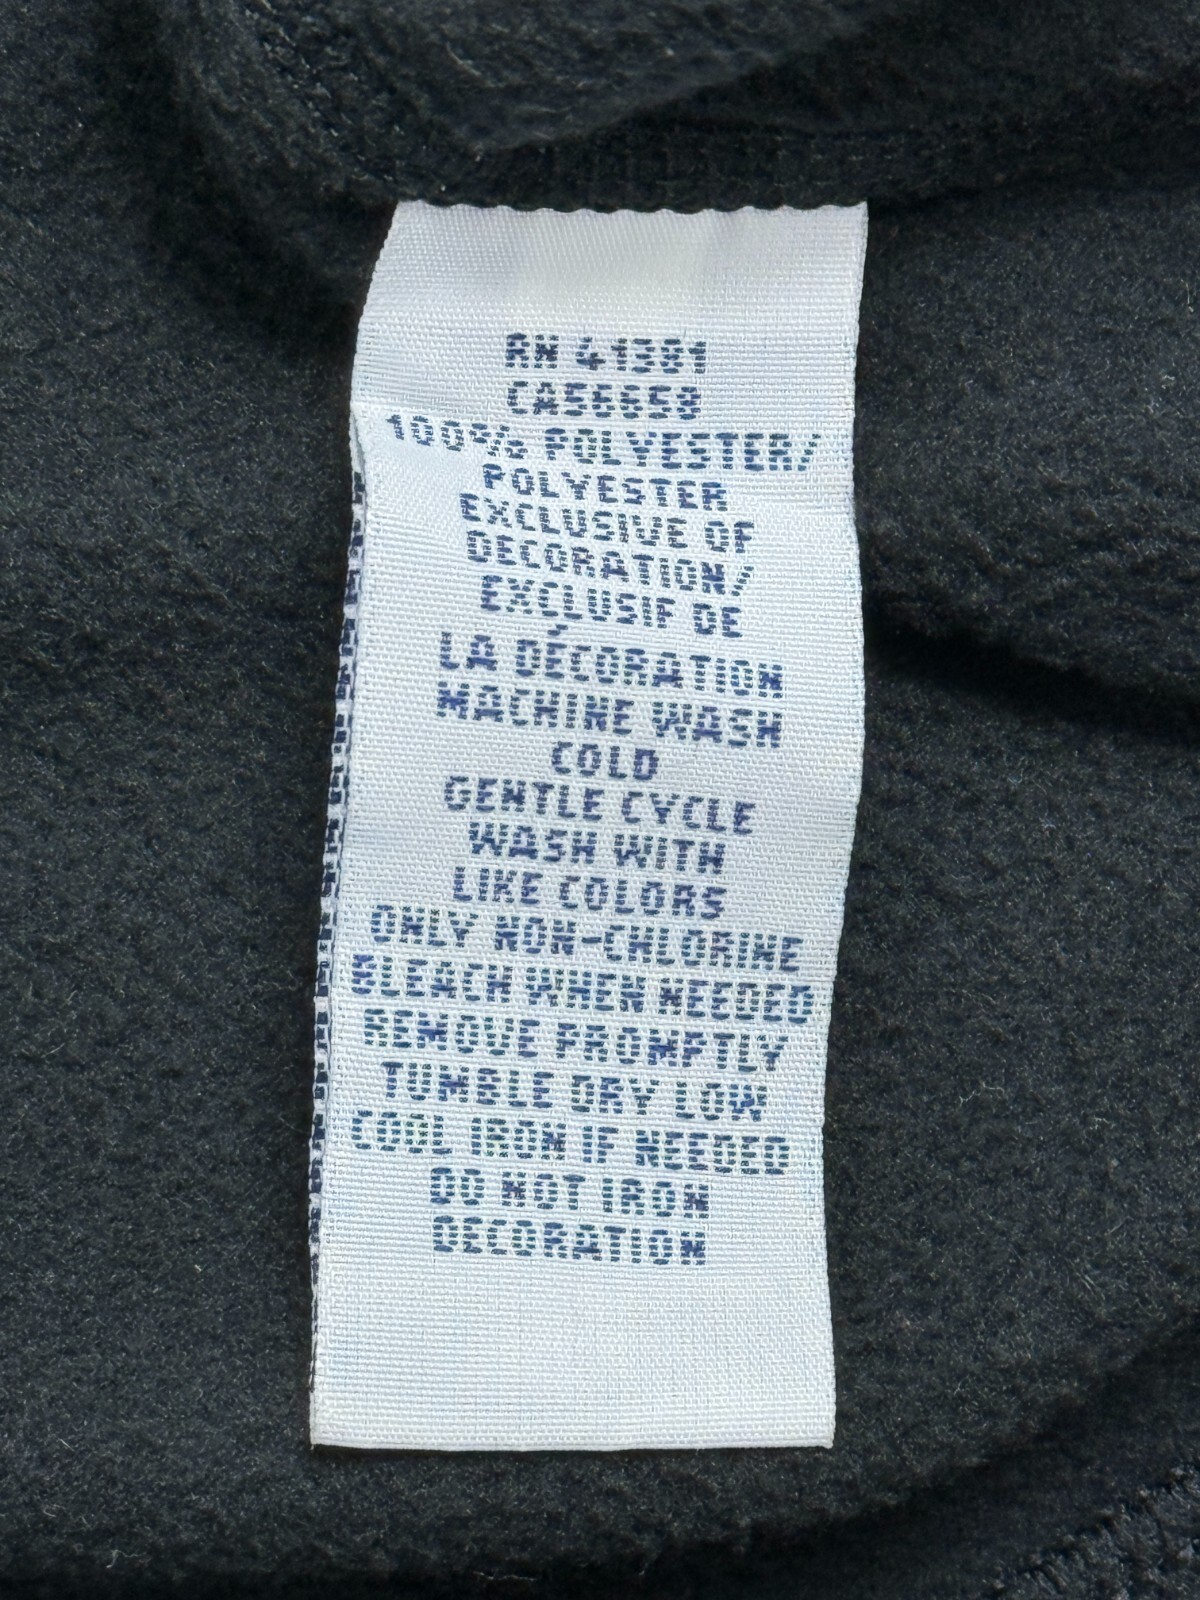 RN 41381
CA56658
100% POLYESTER/
POLYESTER
EXCLUSIVE OF
DECORATION/
EXCLUSIF DE
LA DÉCORATION
MACHINE WASH
COLD
GENTLE CYCLE
WASH WITH
LIKE COLORS
ONLY NON-CHLORINE
BLEACH WHEN NEEDED
REMOVE PROMPTLY
TUMBLE DRY LOW
COOL IRON IF NEEDED
DO NOT IRON
DECORATION